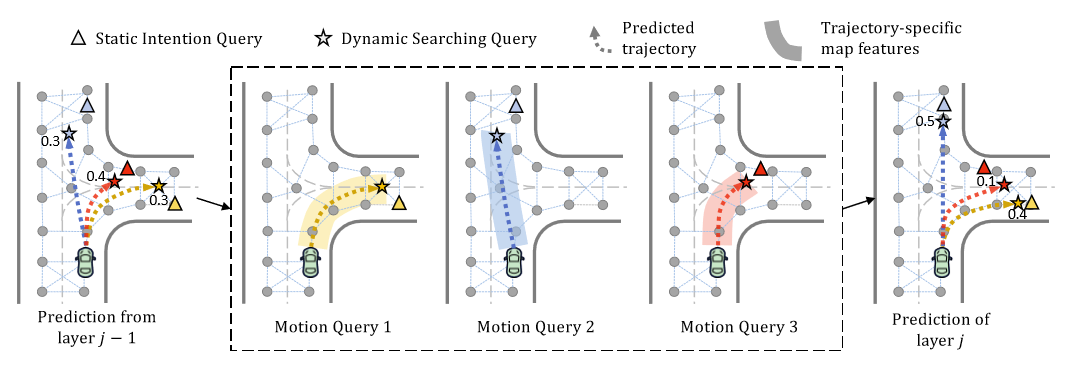 Static Intention Query
Dynamic Searching Query
Predicted
trajectory
Trajectory-specific
map features
0.3
0.4
0.3
0.5
0.1
0.4
Prediction from
layer j − 1
Motion Query 1
Motion Query 2
Motion Query 3
Prediction of
layer j